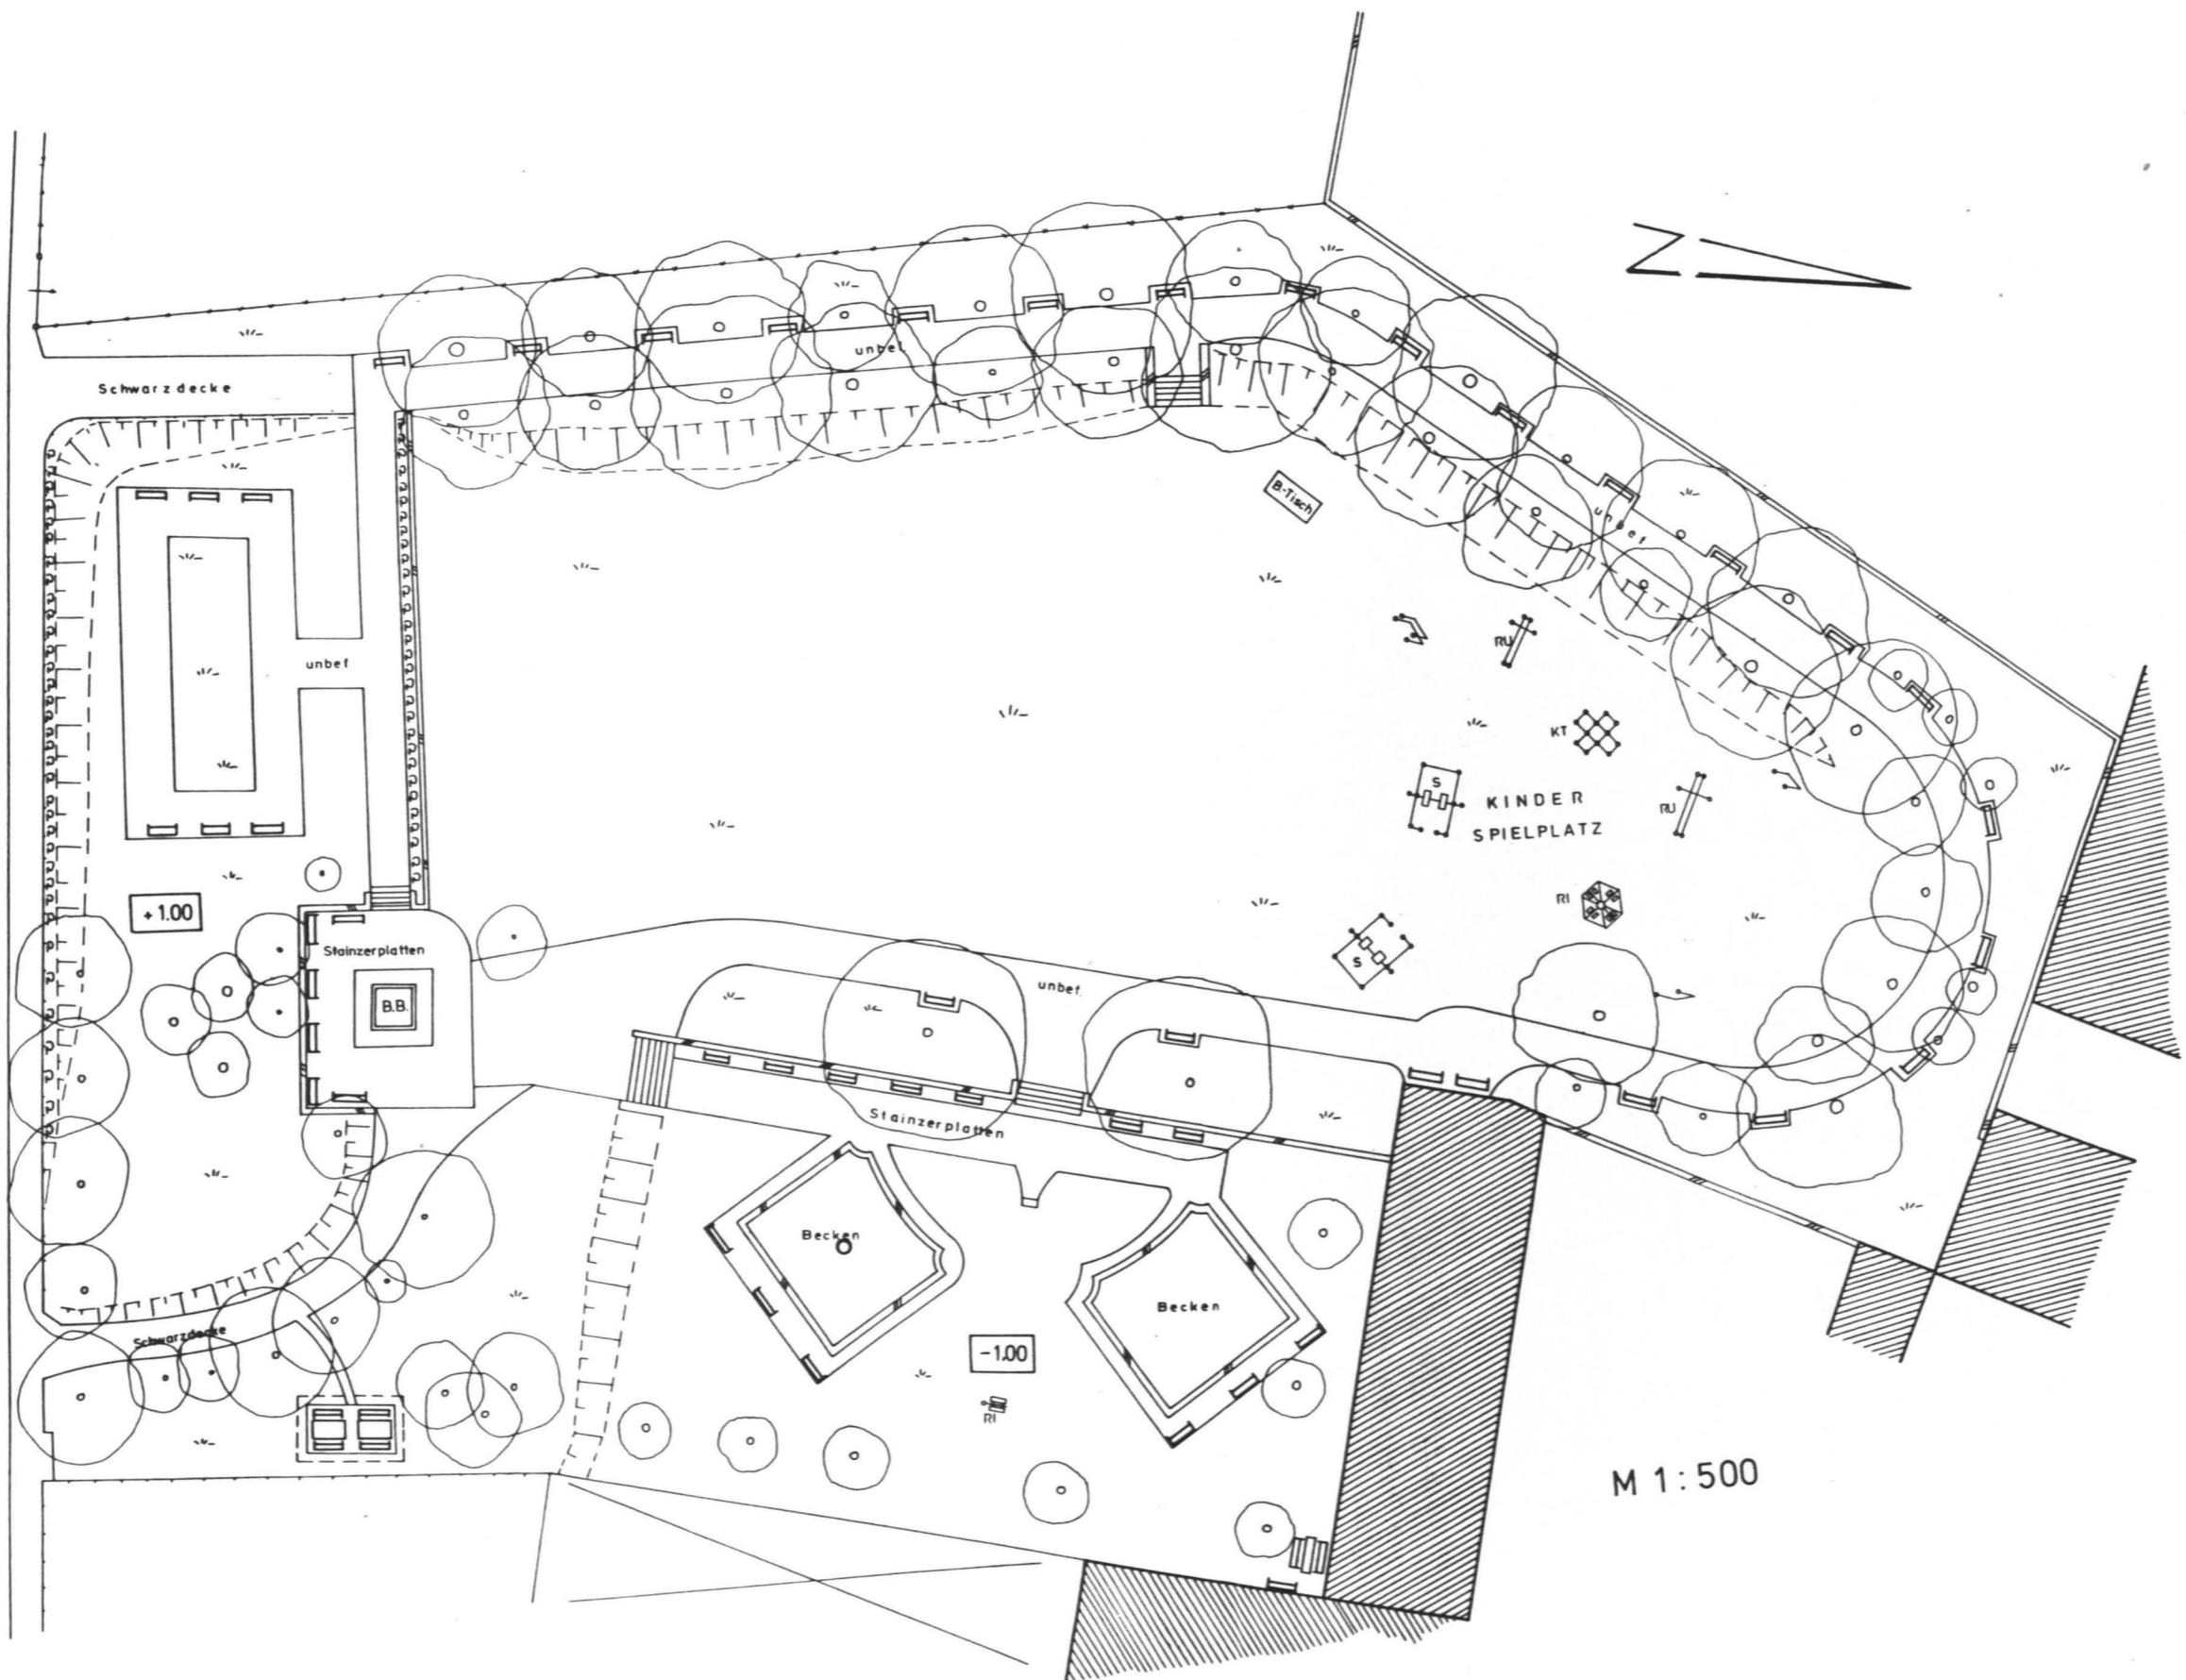 Schwarzdecke
unbef.
B.-Tisch
unbef
RU
unbef
KT
S
KINDER
SPIELPLATZ
RU
+1.00
RI
Stainzerplatten
S
B.B.
unbef.
Stainzerplatten
Becken
Becken
Schwarzdecke
-1.00
RI
M 1:500